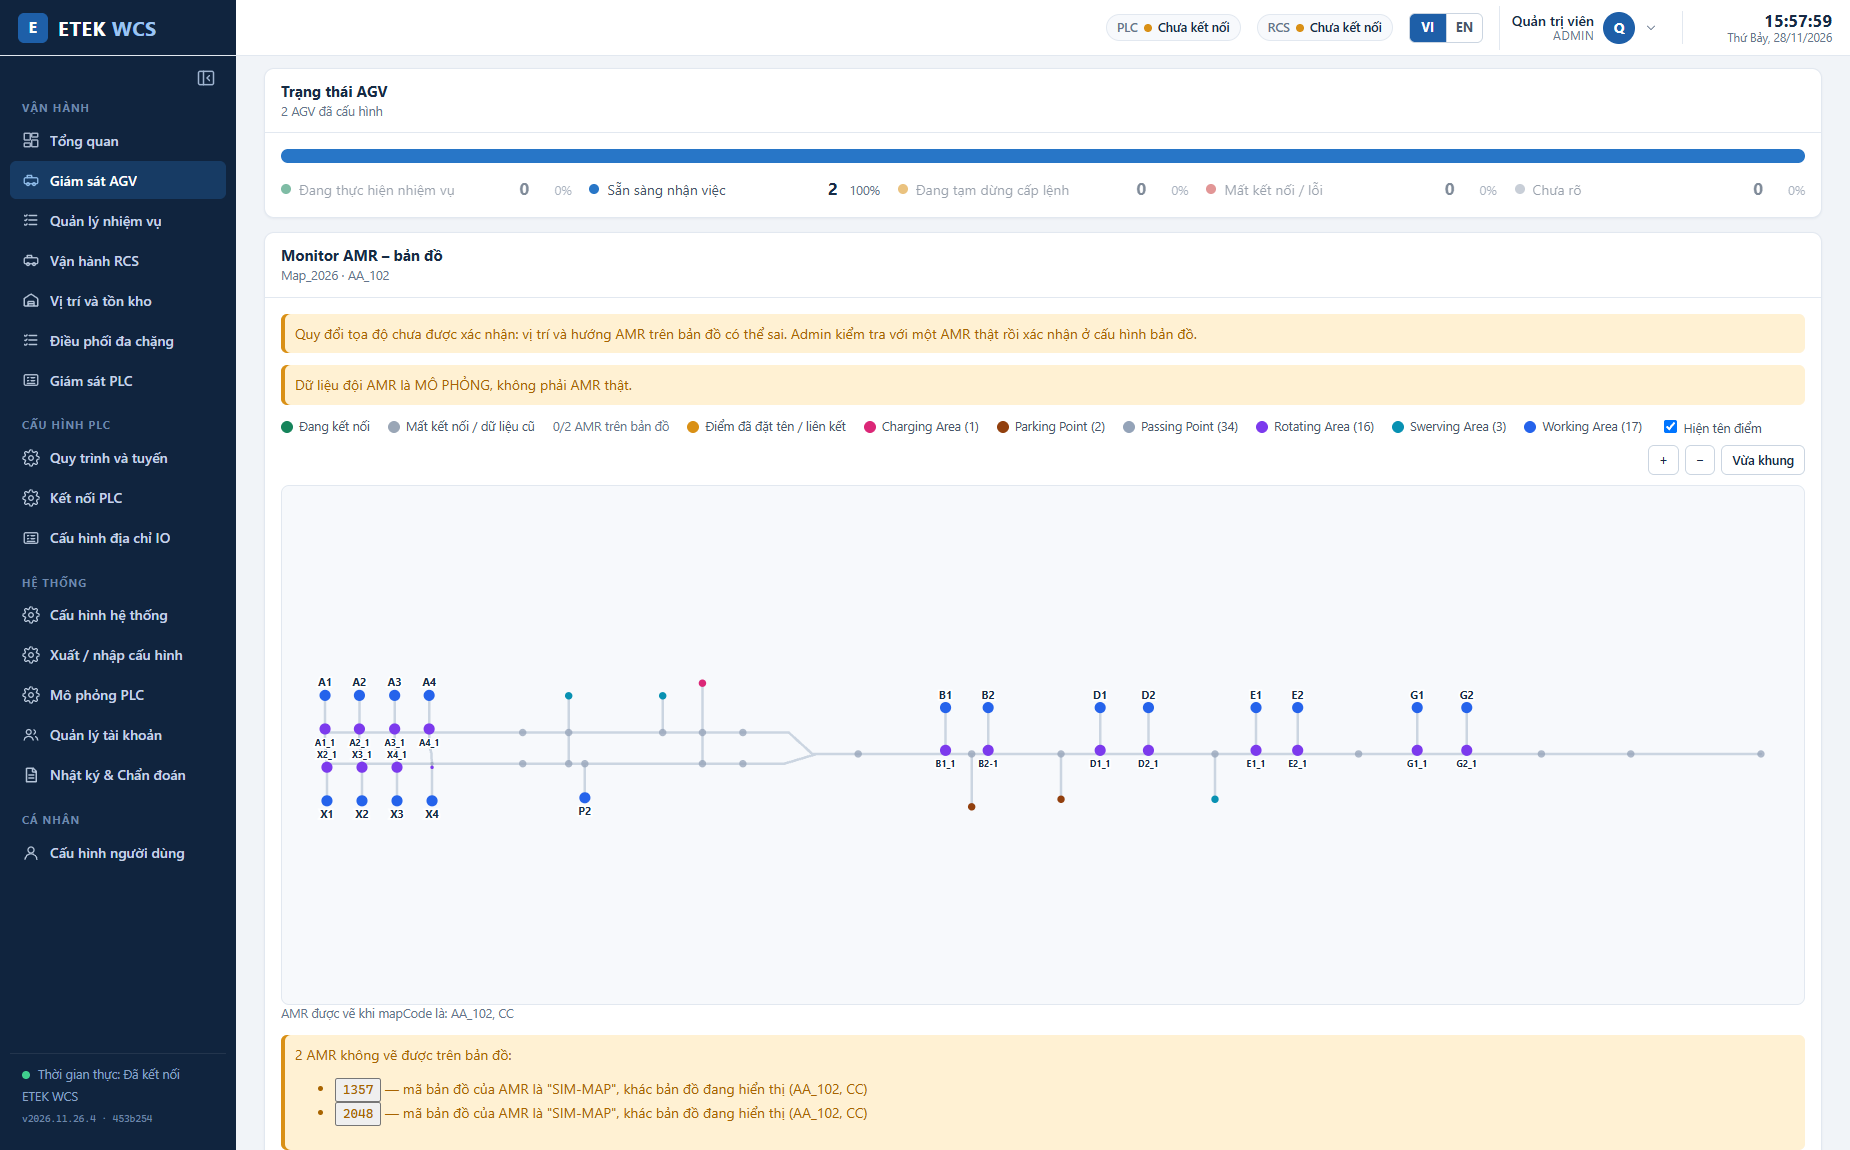 E ETEK WCS
PLC Chưa kết nối RCS Chưa kết nối VI EN Quản trị viên ADMIN Q 15:57:59 Thứ Bảy, 28/11/2026
VẬN HÀNH
Tổng quan
Giám sát AGV
Quản lý nhiệm vụ
Vận hành RCS
Vị trí và tồn kho
Điều phối đa chặng
Giám sát PLC
CẤU HÌNH PLC
Quy trình và tuyến
Kết nối PLC
Cấu hình địa chỉ IO
HỆ THỐNG
Cấu hình hệ thống
Xuất / nhập cấu hình
Mô phỏng PLC
Quản lý tài khoản
Nhật ký & Chẩn đoán
CÁ NHÂN
Cấu hình người dùng
Thời gian thực: Đã kết nối
ETEK WCS
v2026.11.26.4 · 453b254
Trạng thái AGV
2 AGV đã cấu hình
Đang thực hiện nhiệm vụ 0 0% Sẵn sàng nhận việc 2 100% Đang tạm dừng cấp lệnh 0 0% Mất kết nối / lỗi 0 0% Chưa rõ 0 0%
Monitor AMR – bản đồ
Map_2026 · AA_102
Quy đổi tọa độ chưa được xác nhận: vị trí và hướng AMR trên bản đồ có thể sai. Admin kiểm tra với một AMR thật rồi xác nhận ở cấu hình bản đồ.
Dữ liệu đội AMR là MÔ PHỎNG, không phải AMR thật.
Đang kết nối Mất kết nối / dữ liệu cũ 0/2 AMR trên bản đồ Điểm đã đặt tên / liên kết Charging Area (1) Parking Point (2) Passing Point (34) Rotating Area (16) Swerving Area (3) Working Area (17) Hiện tên điểm
+ − Vừa khung
A1 A2 A3 A4
B1 B2 D1 D2 E1 E2 G1 G2
A1_1 A2_1 A3_1 A4_1
X2_1 X3_1 X4_1
B1_1 B2-1 D1_1 D2_1 E1_1 E2_1 G1_1 G2_1
X1 X2 X3 X4 P2
AMR được vẽ khi mapCode là: AA_102, CC
2 AMR không vẽ được trên bản đồ:
1357 — mã bản đồ của AMR là "SIM-MAP", khác bản đồ đang hiển thị (AA_102, CC)
2048 — mã bản đồ của AMR là "SIM-MAP", khác bản đồ đang hiển thị (AA_102, CC)